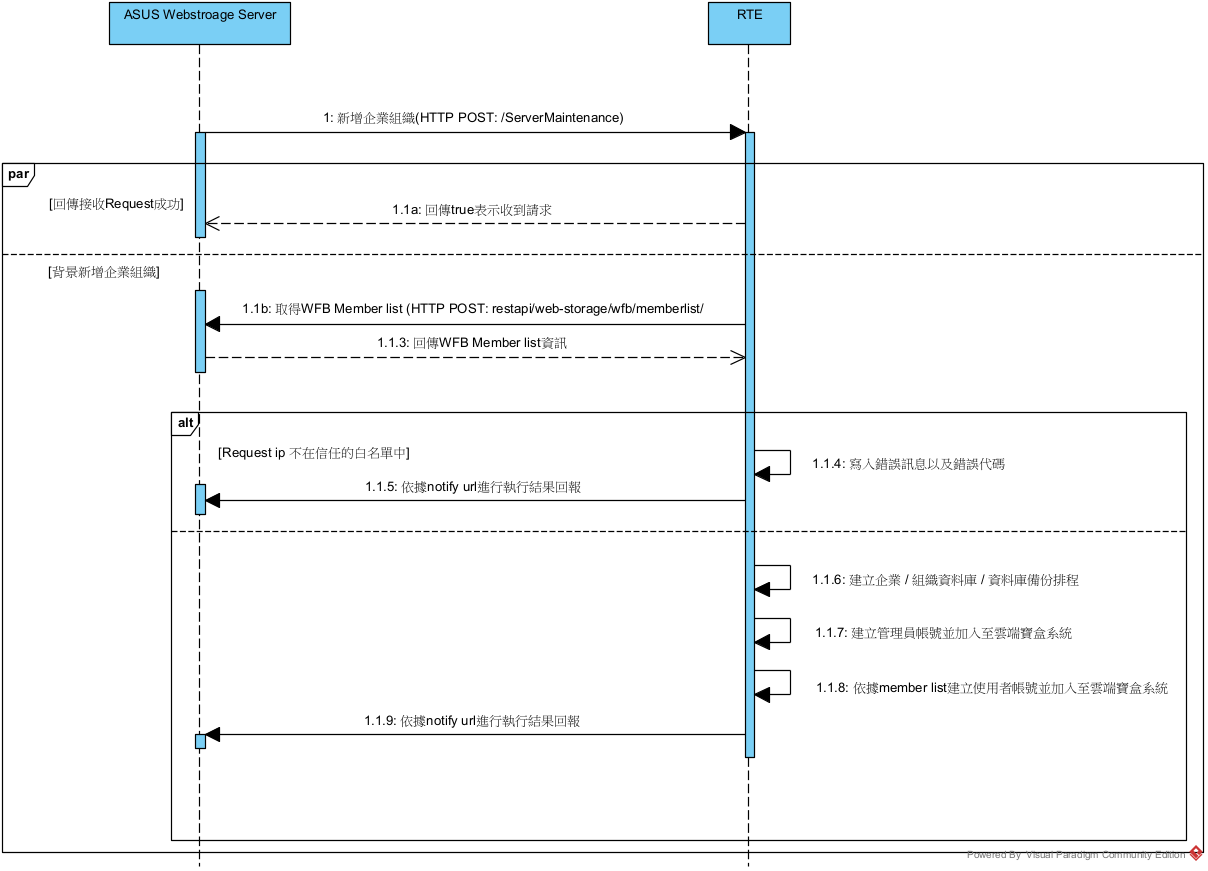 ASUS Webstroage Server
RTE
1: 新增企業組織(HTTP POST: /ServerMaintenance)
par
[回傳接收Request成功]
1.1a: 回傳true表示收到請求
[背景新增企業組織]
1.1b: 取得WFB Member list (HTTP POST: restapi/web-storage/wfb/memberlist/
1.1.3: 回傳WFB Member list資訊
alt
[Request ip 不在信任的白名單中]
1.1.4: 寫入錯誤訊息以及錯誤代碼
1.1.5: 依據notify url進行執行結果回報
1.1.6: 建立企業 / 組織資料庫 / 資料庫備份排程
1.1.7: 建立管理員帳號並加入至雲端寶盒系統
1.1.8: 依據member list建立使用者帳號並加入至雲端寶盒系統
1.1.9: 依據notify url進行執行結果回報
Powered By Visual Paradigm Community Edition